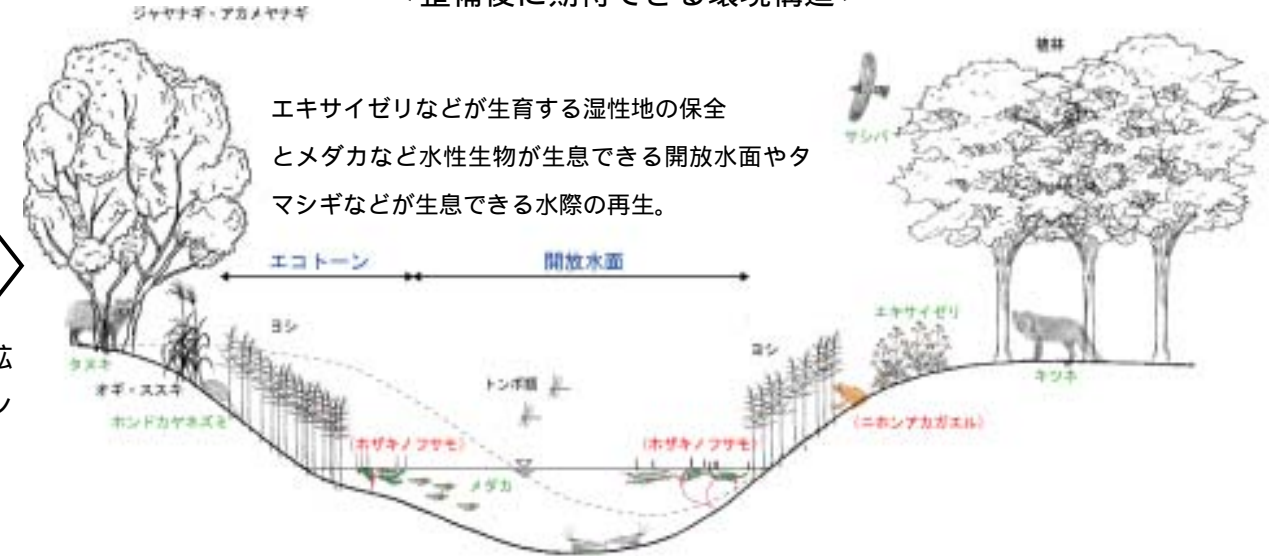 ジャヤナギ・アカメヤナギ
整備後に期待できる環境構造
植林
エキサイゼリなどが生育する湿性地の保全
とメダカなど水性生物が生息できる開放水面やタ
マシギなどが生息できる水際の再生。
サシバ
エコトーン
開放水面
エキサイゼリ
ヨシ
ヨシ
タヌキ
オギ・ススキ
トンボ類
キツネ
ホンドカヤネズミ
(ニホンアカガエル)
(ホザキノフサモ)
(ホザキノフサモ)
メダカ